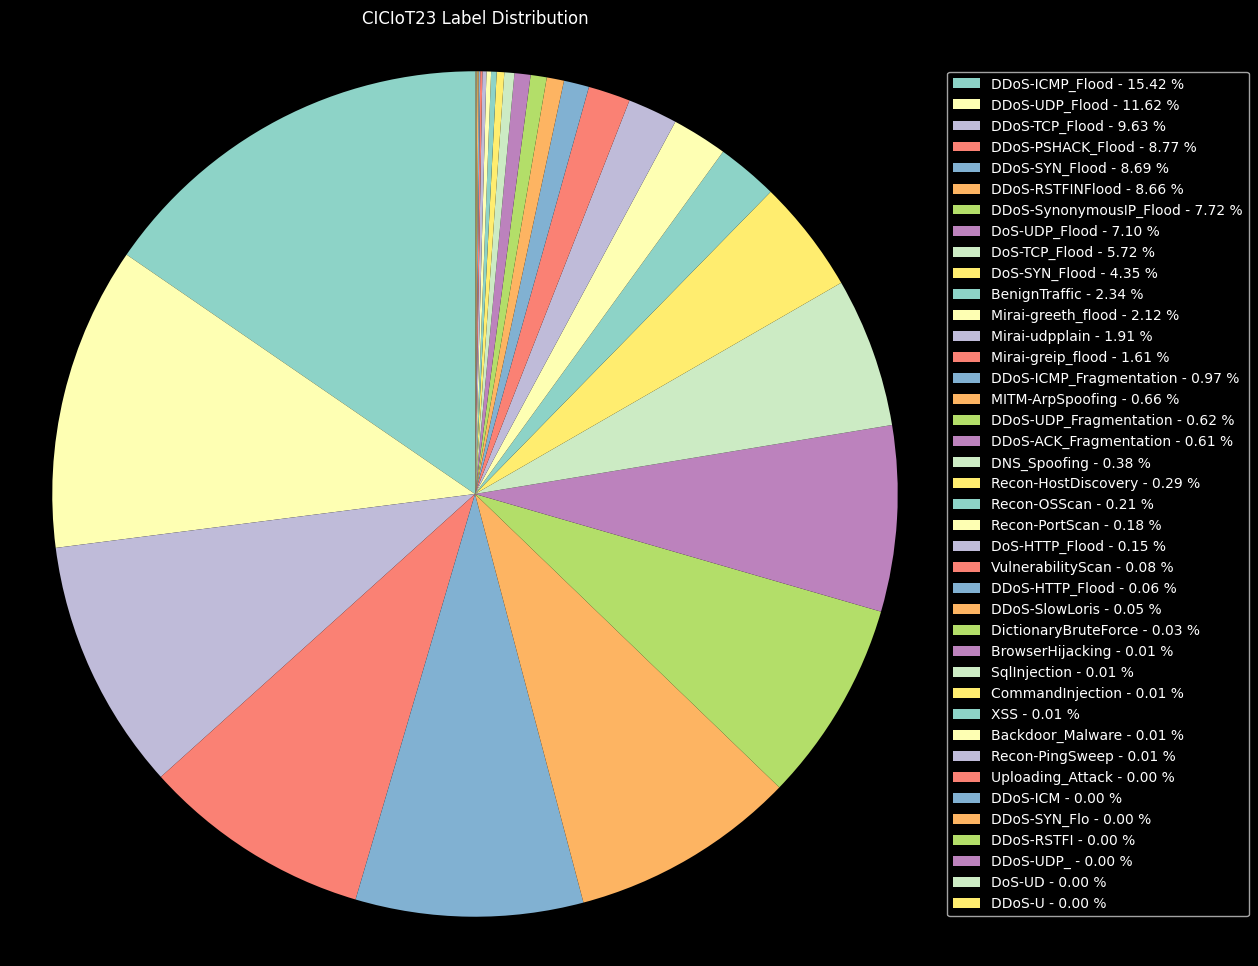 CICIoT23 Label Distribution
DDoS-ICMP_Flood - 15.42 %
DDoS-UDP_Flood - 11.62 %
DDoS-TCP_Flood - 9.63 %
DDoS-PSHACK_Flood - 8.77 %
DDoS-SYN_Flood - 8.69 %
DDoS-RSTFINFlood - 8.66 %
DDoS-SynonymousIP_Flood - 7.72 %
DoS-UDP_Flood - 7.10 %
DoS-TCP_Flood - 5.72 %
DoS-SYN_Flood - 4.35 %
BenignTraffic - 2.34 %
Mirai-greeth_flood - 2.12 %
Mirai-udpplain - 1.91 %
Mirai-greip_flood - 1.61 %
DDoS-ICMP_Fragmentation - 0.97 %
MITM-ArpSpoofing - 0.66 %
DDoS-UDP_Fragmentation - 0.62 %
DDoS-ACK_Fragmentation - 0.61 %
DNS_Spoofing - 0.38 %
Recon-HostDiscovery - 0.29 %
Recon-OSScan - 0.21 %
Recon-PortScan - 0.18 %
DoS-HTTP_Flood - 0.15 %
VulnerabilityScan - 0.08 %
DDoS-HTTP_Flood - 0.06 %
DDoS-SlowLoris - 0.05 %
DictionaryBruteForce - 0.03 %
BrowserHijacking - 0.01 %
SqlInjection - 0.01 %
CommandInjection - 0.01 %
XSS - 0.01 %
Backdoor_Malware - 0.01 %
Recon-PingSweep - 0.01 %
Uploading_Attack - 0.00 %
DDoS-ICM - 0.00 %
DDoS-SYN_Flo - 0.00 %
DDoS-RSTFI - 0.00 %
DDoS-UDP_ - 0.00 %
DoS-UD - 0.00 %
DDoS-U - 0.00 %